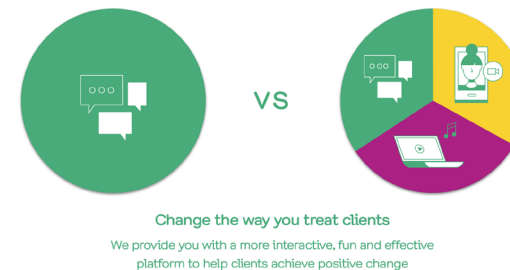 vs
Change the way you treat clients
We provide you with a more interactive, fun and effective
platform to help clients achieve positive change